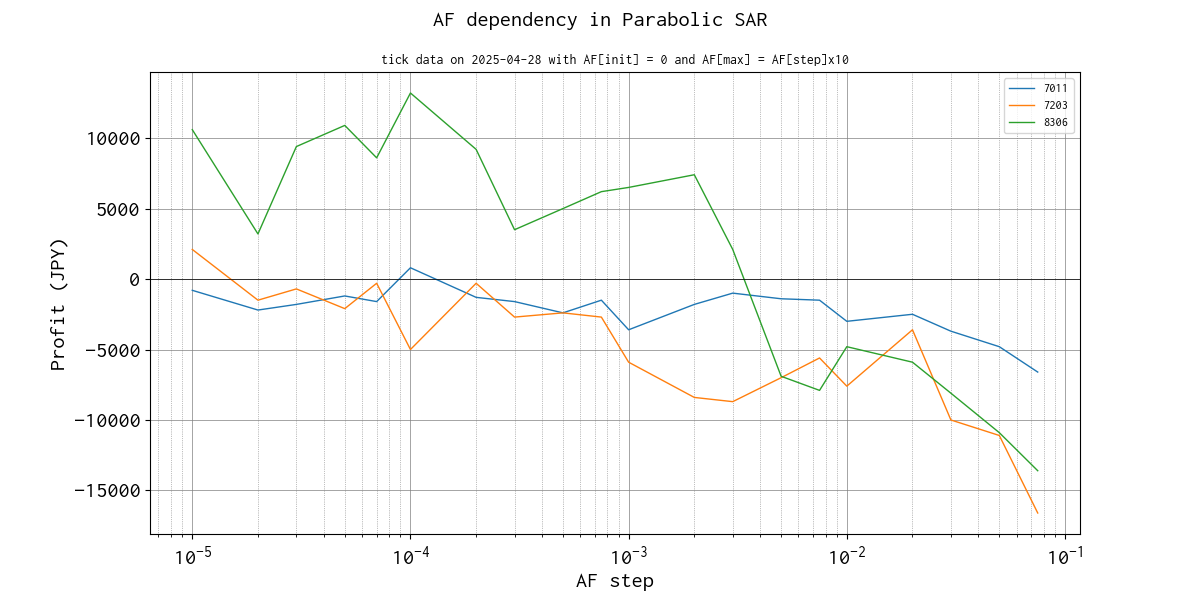 AF dependency in Parabolic SAR
tick data on 2025-04-28 with AF[init] = 0 and AF[max] = AF[step]x10
7011
7203
8306
10000
5000
0
−5000
−10000
−15000
Profit (JPY)
10⁻⁵ 10⁻⁴ 10⁻³ 10⁻² 10⁻¹
AF step